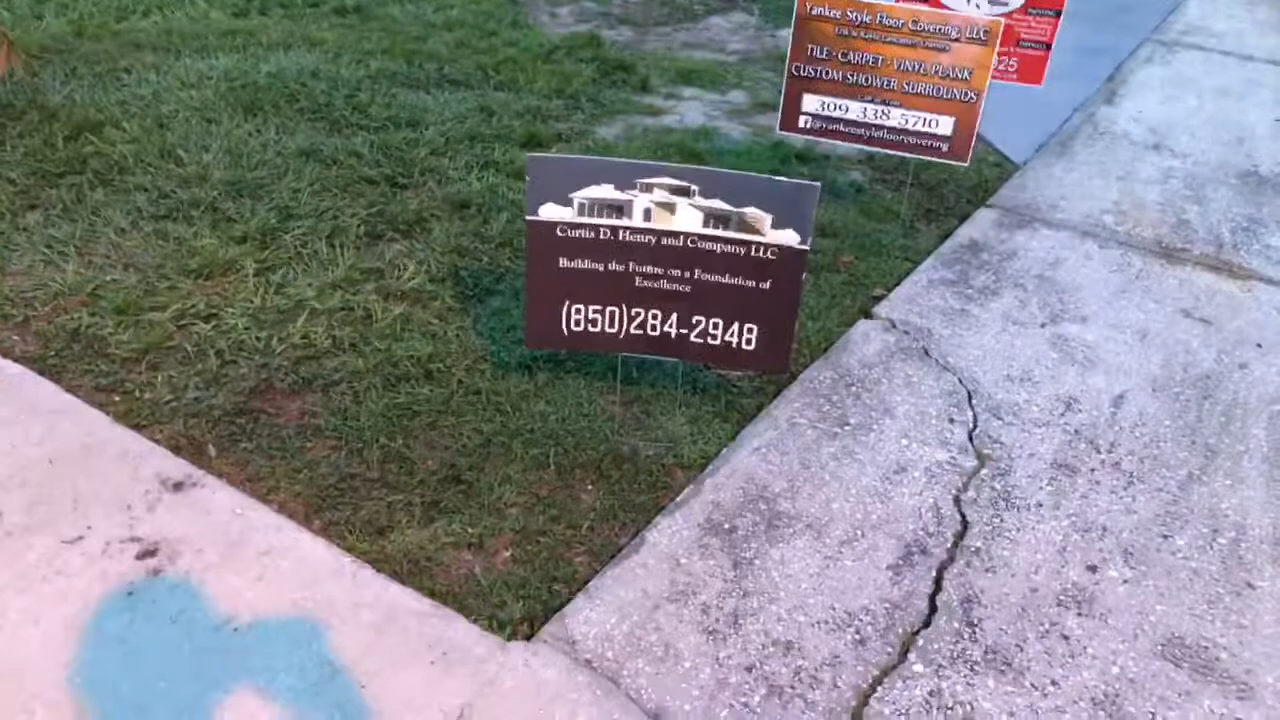 Yankee Style Floor Covering, LLC
TILE · CARPET · VINYL PLANK
CUSTOM SHOWER SURROUNDS
309 338 5710
@yankeestylefloorcovering
325
Curtis D. Henry and Company LLC
Building the Future on a Foundation of
Excellence
(850)284-2948